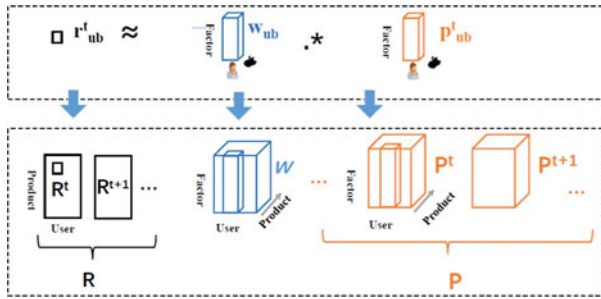 r^t_ub ≈
Factor
w_ub
.*
Factor
p^t_ub
Product
R^t
R^t+1
...
User
R
Factor
W
User
Product
...
Factor
P^t
User
Product
P^t+1
...
P